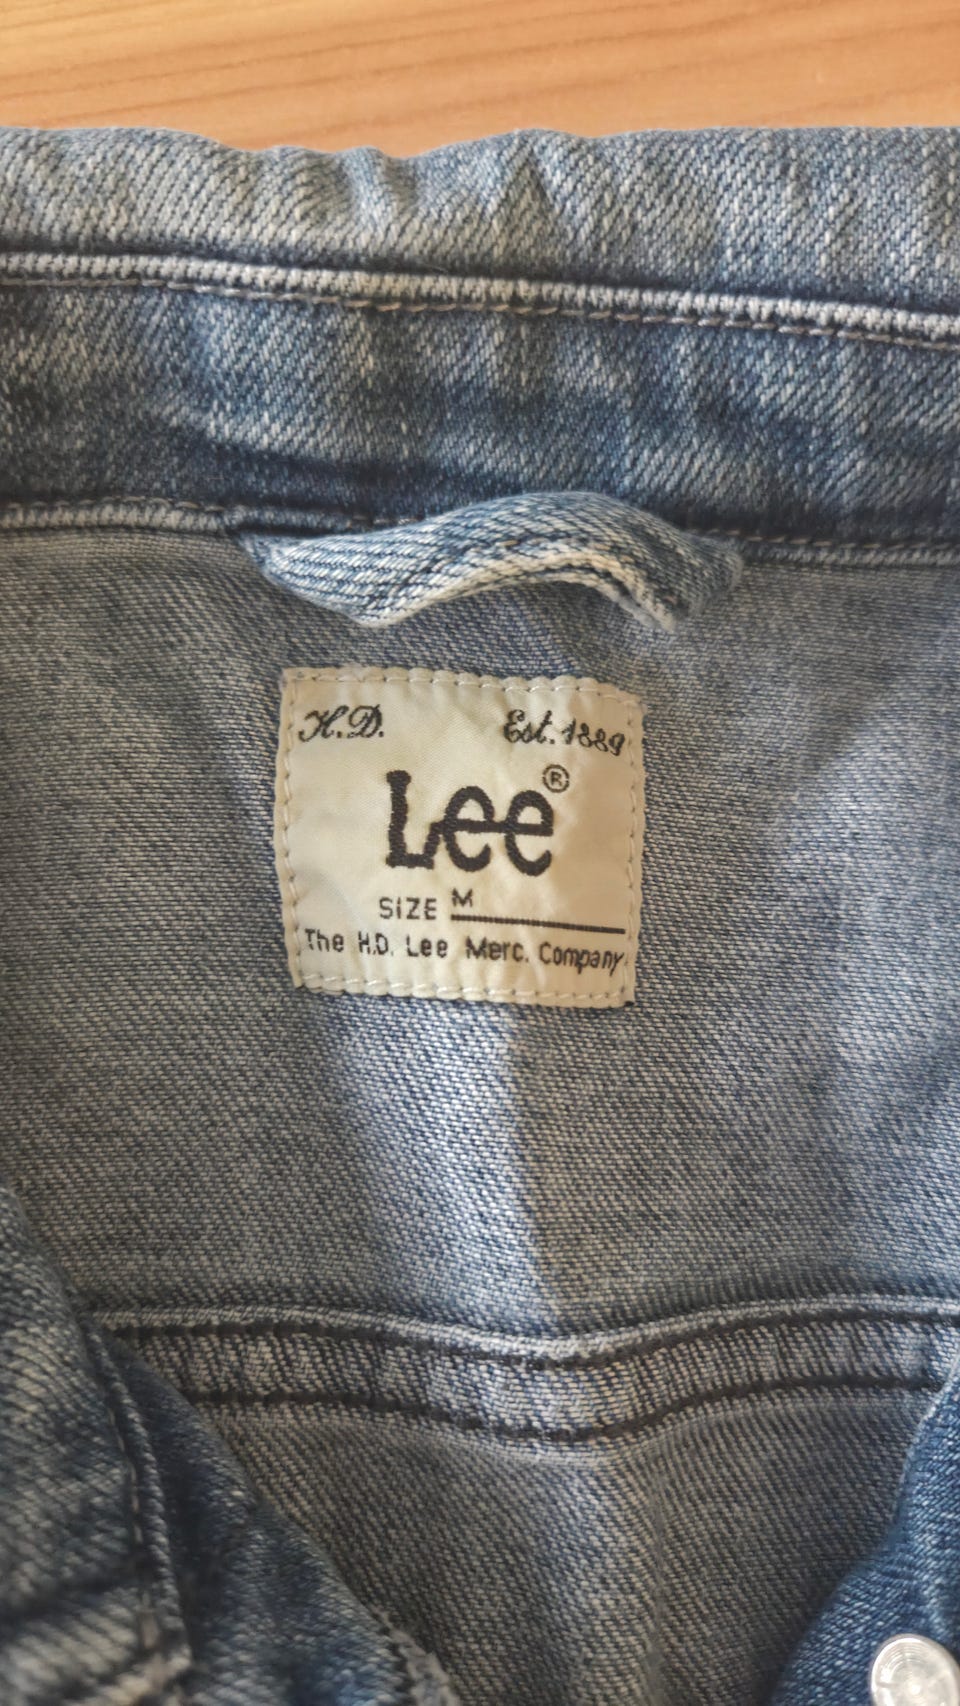 H.D. Est. 1889
Lee®
SIZE M
The H.D. Lee Merc. Company